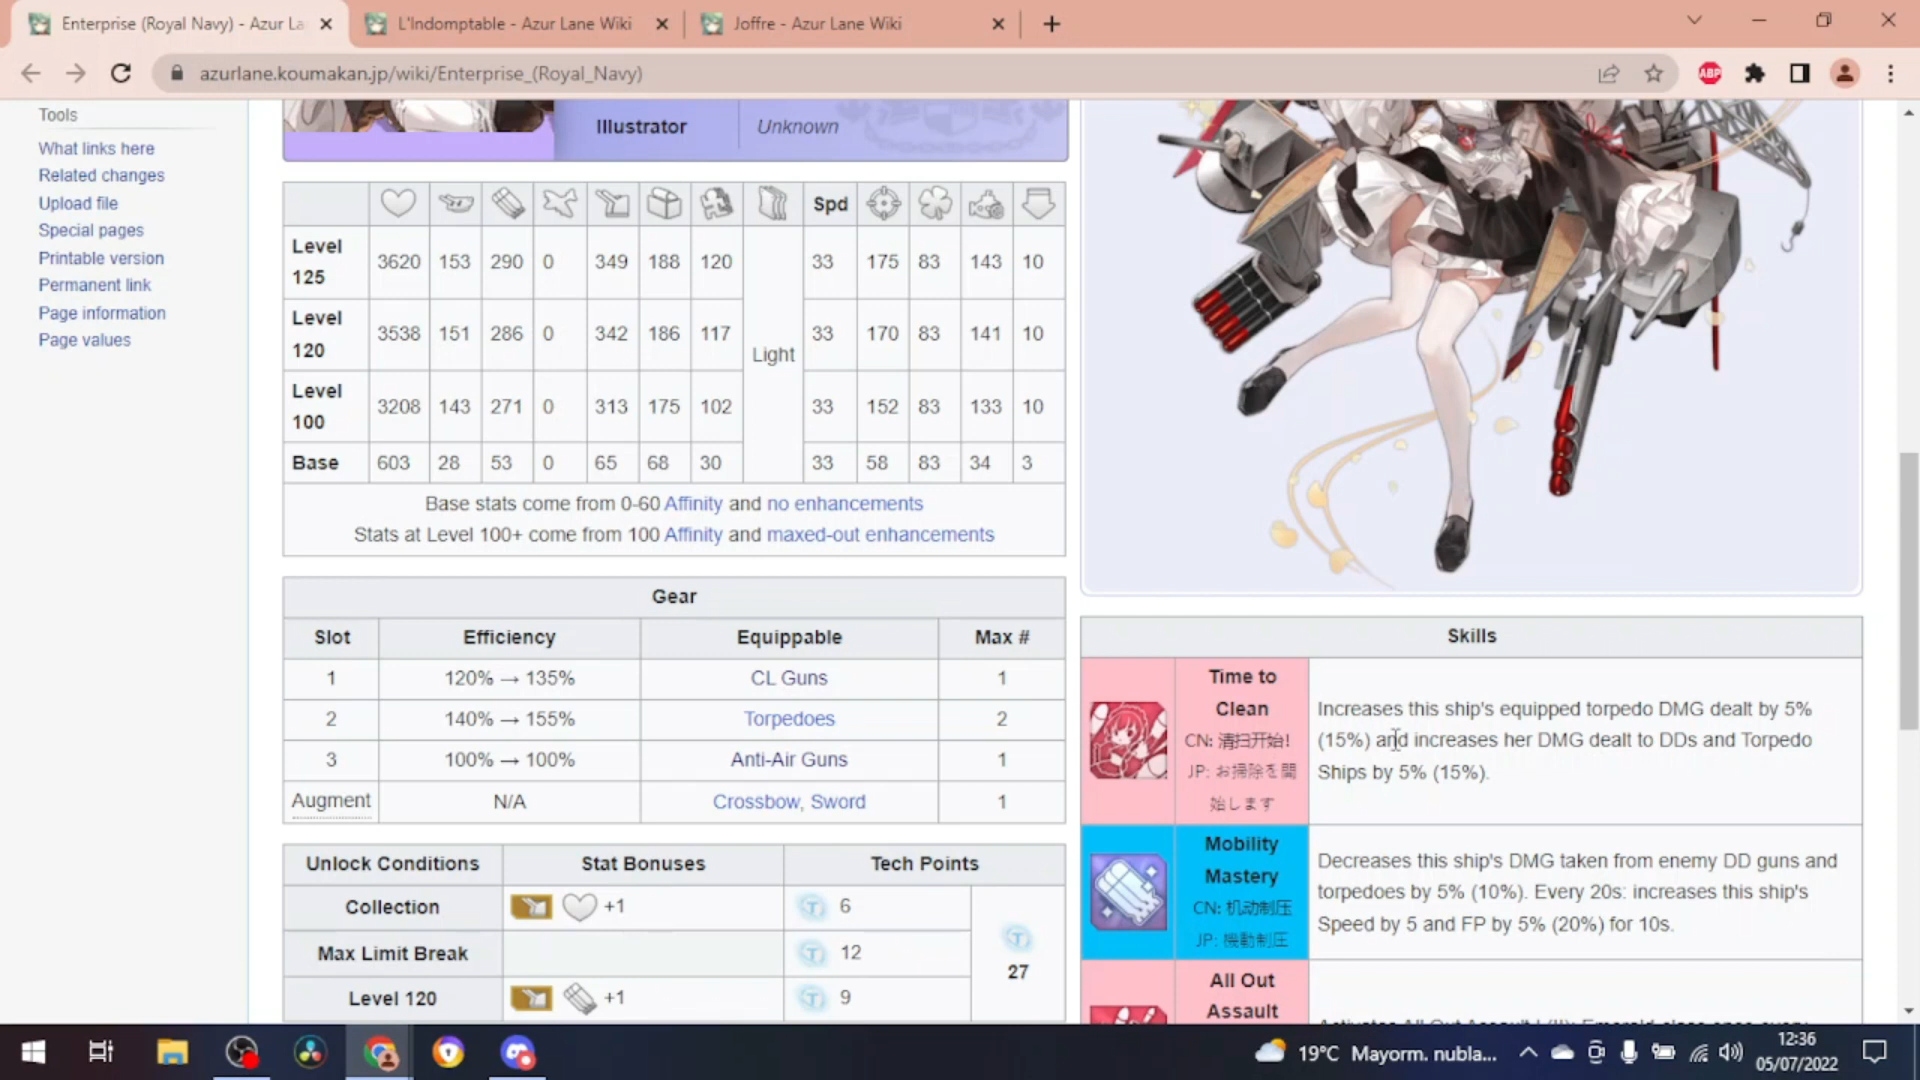 Enterprise (Royal Navy) - Azur La
L'Indomptable - Azur Lane Wiki
Joffre - Azur Lane Wiki
azurlane.koumakan.jp/wiki/Enterprise_(Royal_Navy)
ABP
Tools
What links here
Related changes
Upload file
Special pages
Printable version
Permanent link
Page information
Page values
Illustrator Unknown
Spd
Level 125 3620 153 290 0 349 188 120 33 175 83 143 10
Level 120 3538 151 286 0 342 186 117 Light 33 170 83 141 10
Level 100 3208 143 271 0 313 175 102 33 152 83 133 10
Base 603 28 53 0 65 68 30 33 58 83 34 3
Base stats come from 0-60 Affinity and no enhancements
Stats at Level 100+ come from 100 Affinity and maxed-out enhancements
Gear
Slot Efficiency Equippable Max #
1 120% → 135% CL Guns 1
2 140% → 155% Torpedoes 2
3 100% → 100% Anti-Air Guns 1
Augment N/A Crossbow, Sword 1
Unlock Conditions Stat Bonuses Tech Points
Collection +1 T 6
Max Limit Break T 12
T 27
Level 120 +1 T 9
Skills
Time to
Clean
CN: 清扫开始!
JP: お掃除を開
始します
Increases this ship's equipped torpedo DMG dealt by 5%
(15%) and increases her DMG dealt to DDs and Torpedo
Ships by 5% (15%).
Mobility
Mastery
CN: 机动制压
JP: 機動制圧
Decreases this ship's DMG taken from enemy DD guns and
torpedoes by 5% (10%). Every 20s: increases this ship's
Speed by 5 and FP by 5% (20%) for 10s.
All Out
Assault
19°C Mayorm. nubla...
12:36
05/07/2022